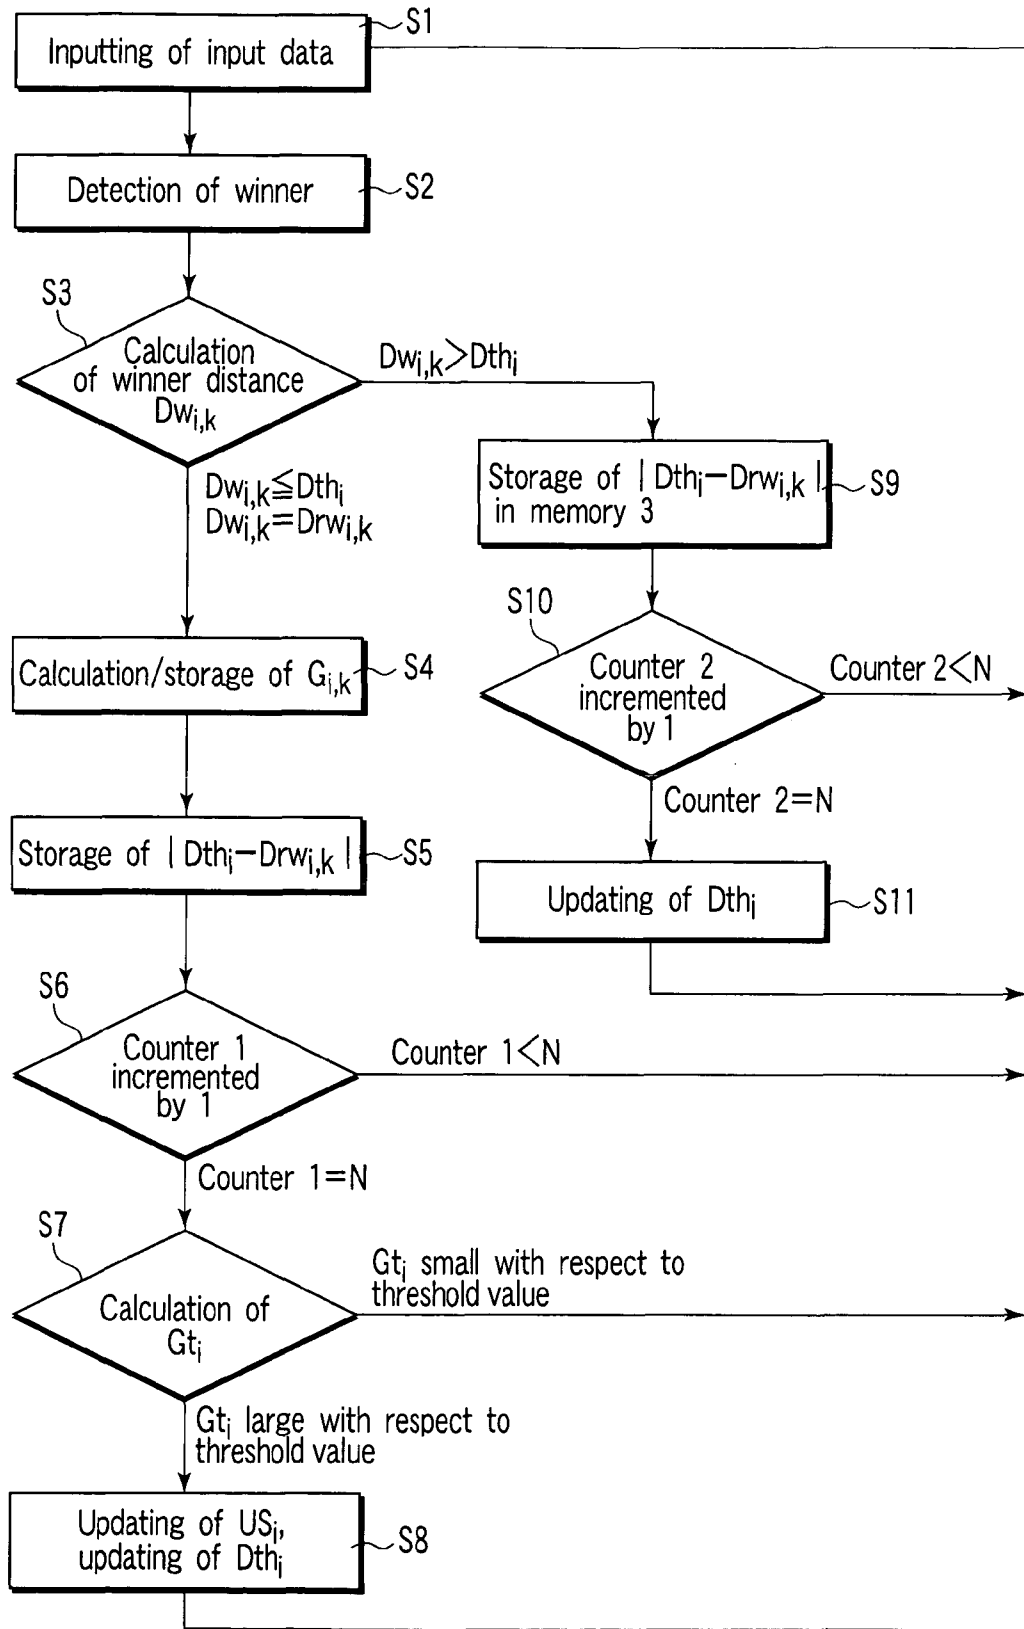 S1
Inputting of input data
Detection of winner
S2
S3
Calculation
of winner distance
Dwi,k
Dwi,k>Dthi
Dwi,k≦Dthi
Dwi,k=Drwi,k
Storage of |Dthi−Drwi,k|
in memory 3
S9
S10
Counter 2
incremented
by 1
Counter 2<N
Counter 2=N
Updating of Dthi
S11
Calculation/storage of Gi,k
S4
Storage of |Dthi−Drwi,k|
S5
S6
Counter 1
incremented
by 1
Counter 1<N
Counter 1=N
S7
Calculation of
Gti
Gti small with respect to
threshold value
Gti large with respect to
threshold value
Updating of USi,
updating of Dthi
S8